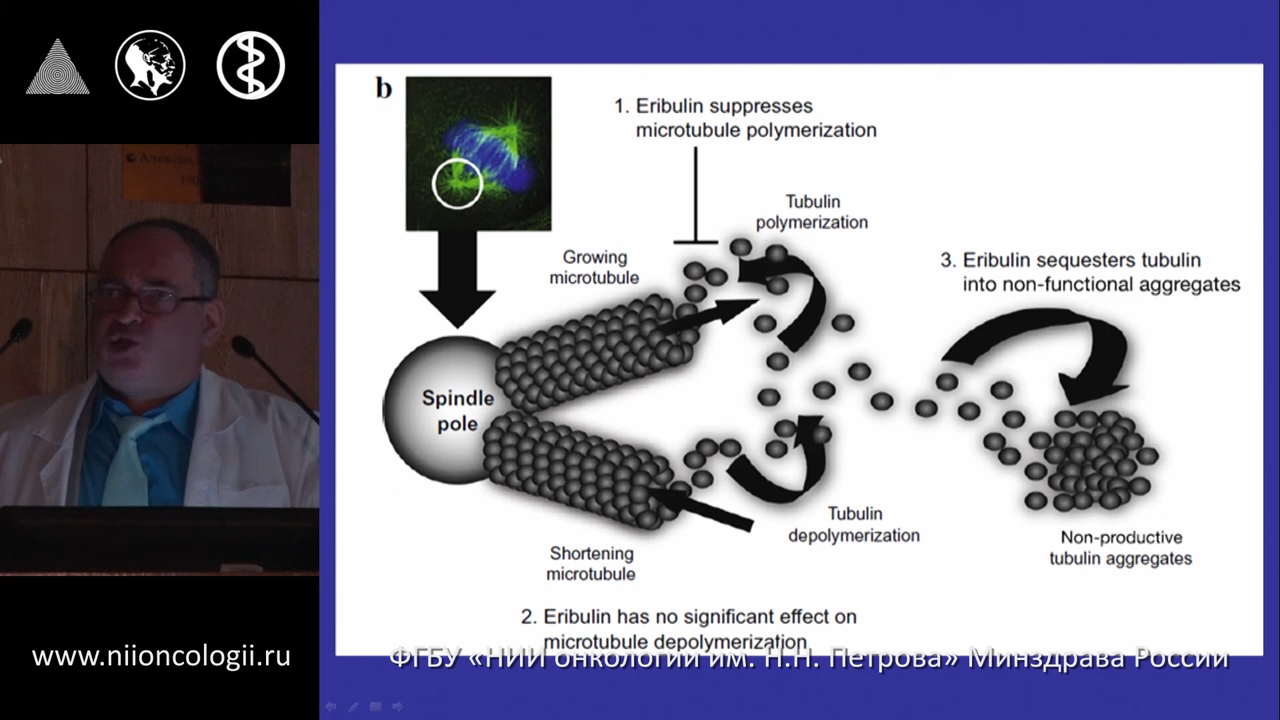 b
1. Eribulin suppresses
microtubule polymerization
Tubulin
polymerization
Growing
microtubule
3. Eribulin sequesters tubulin
into non-functional aggregates
Spindle
pole
Tubulin
depolymerization
Non-productive
tubulin aggregates
Shortening
microtubule
2. Eribulin has no significant effect on
microtubule depolymerization
www.niioncologii.ru
ФГБУ «НИИ онкологии им. Н.Н. Петрова» Минздрава России